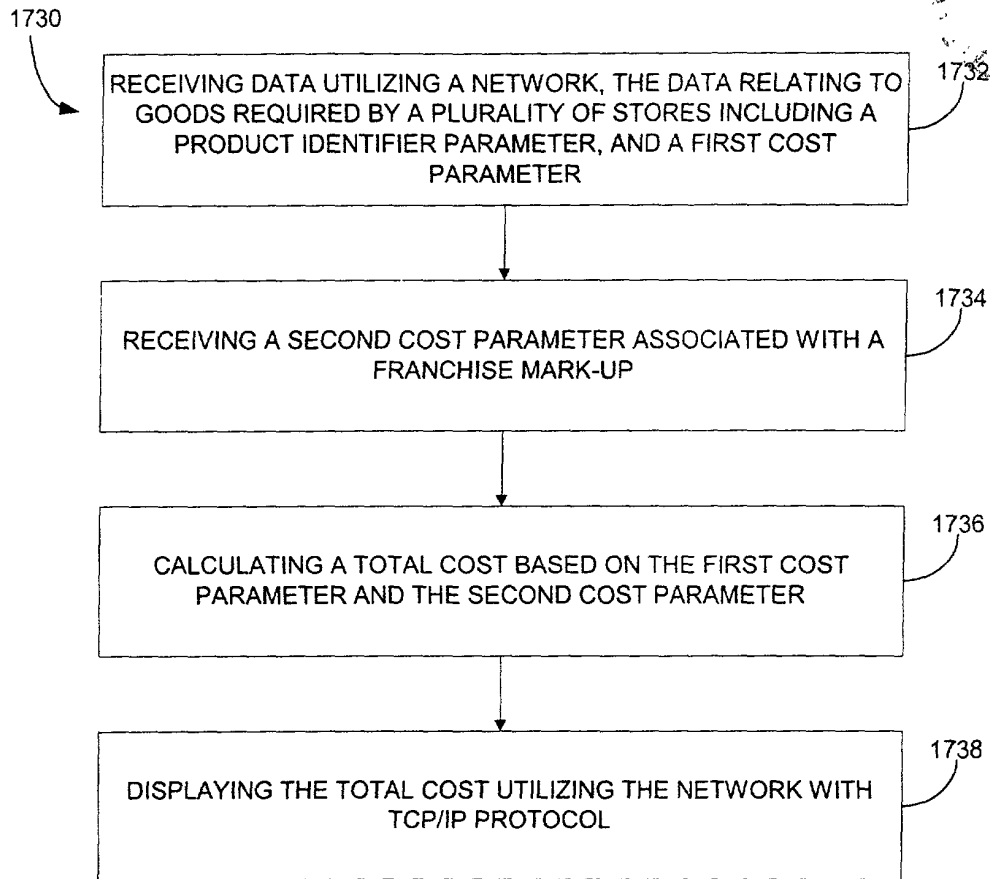 1730
1732
RECEIVING DATA UTILIZING A NETWORK, THE DATA RELATING TO
GOODS REQUIRED BY A PLURALITY OF STORES INCLUDING A
PRODUCT IDENTIFIER PARAMETER, AND A FIRST COST
PARAMETER
1734
RECEIVING A SECOND COST PARAMETER ASSOCIATED WITH A
FRANCHISE MARK-UP
1736
CALCULATING A TOTAL COST BASED ON THE FIRST COST
PARAMETER AND THE SECOND COST PARAMETER
1738
DISPLAYING THE TOTAL COST UTILIZING THE NETWORK WITH
TCP/IP PROTOCOL